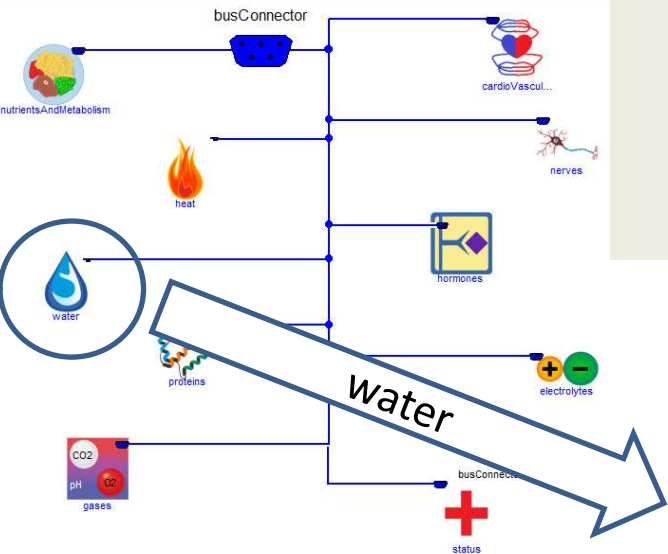 busConnector
cardioVascul...
nutrientsAndMetabolism
nerves
heat
hormones
water
proteins
water
electrolytes
CO2
pH
O2
gases
busConnect
status